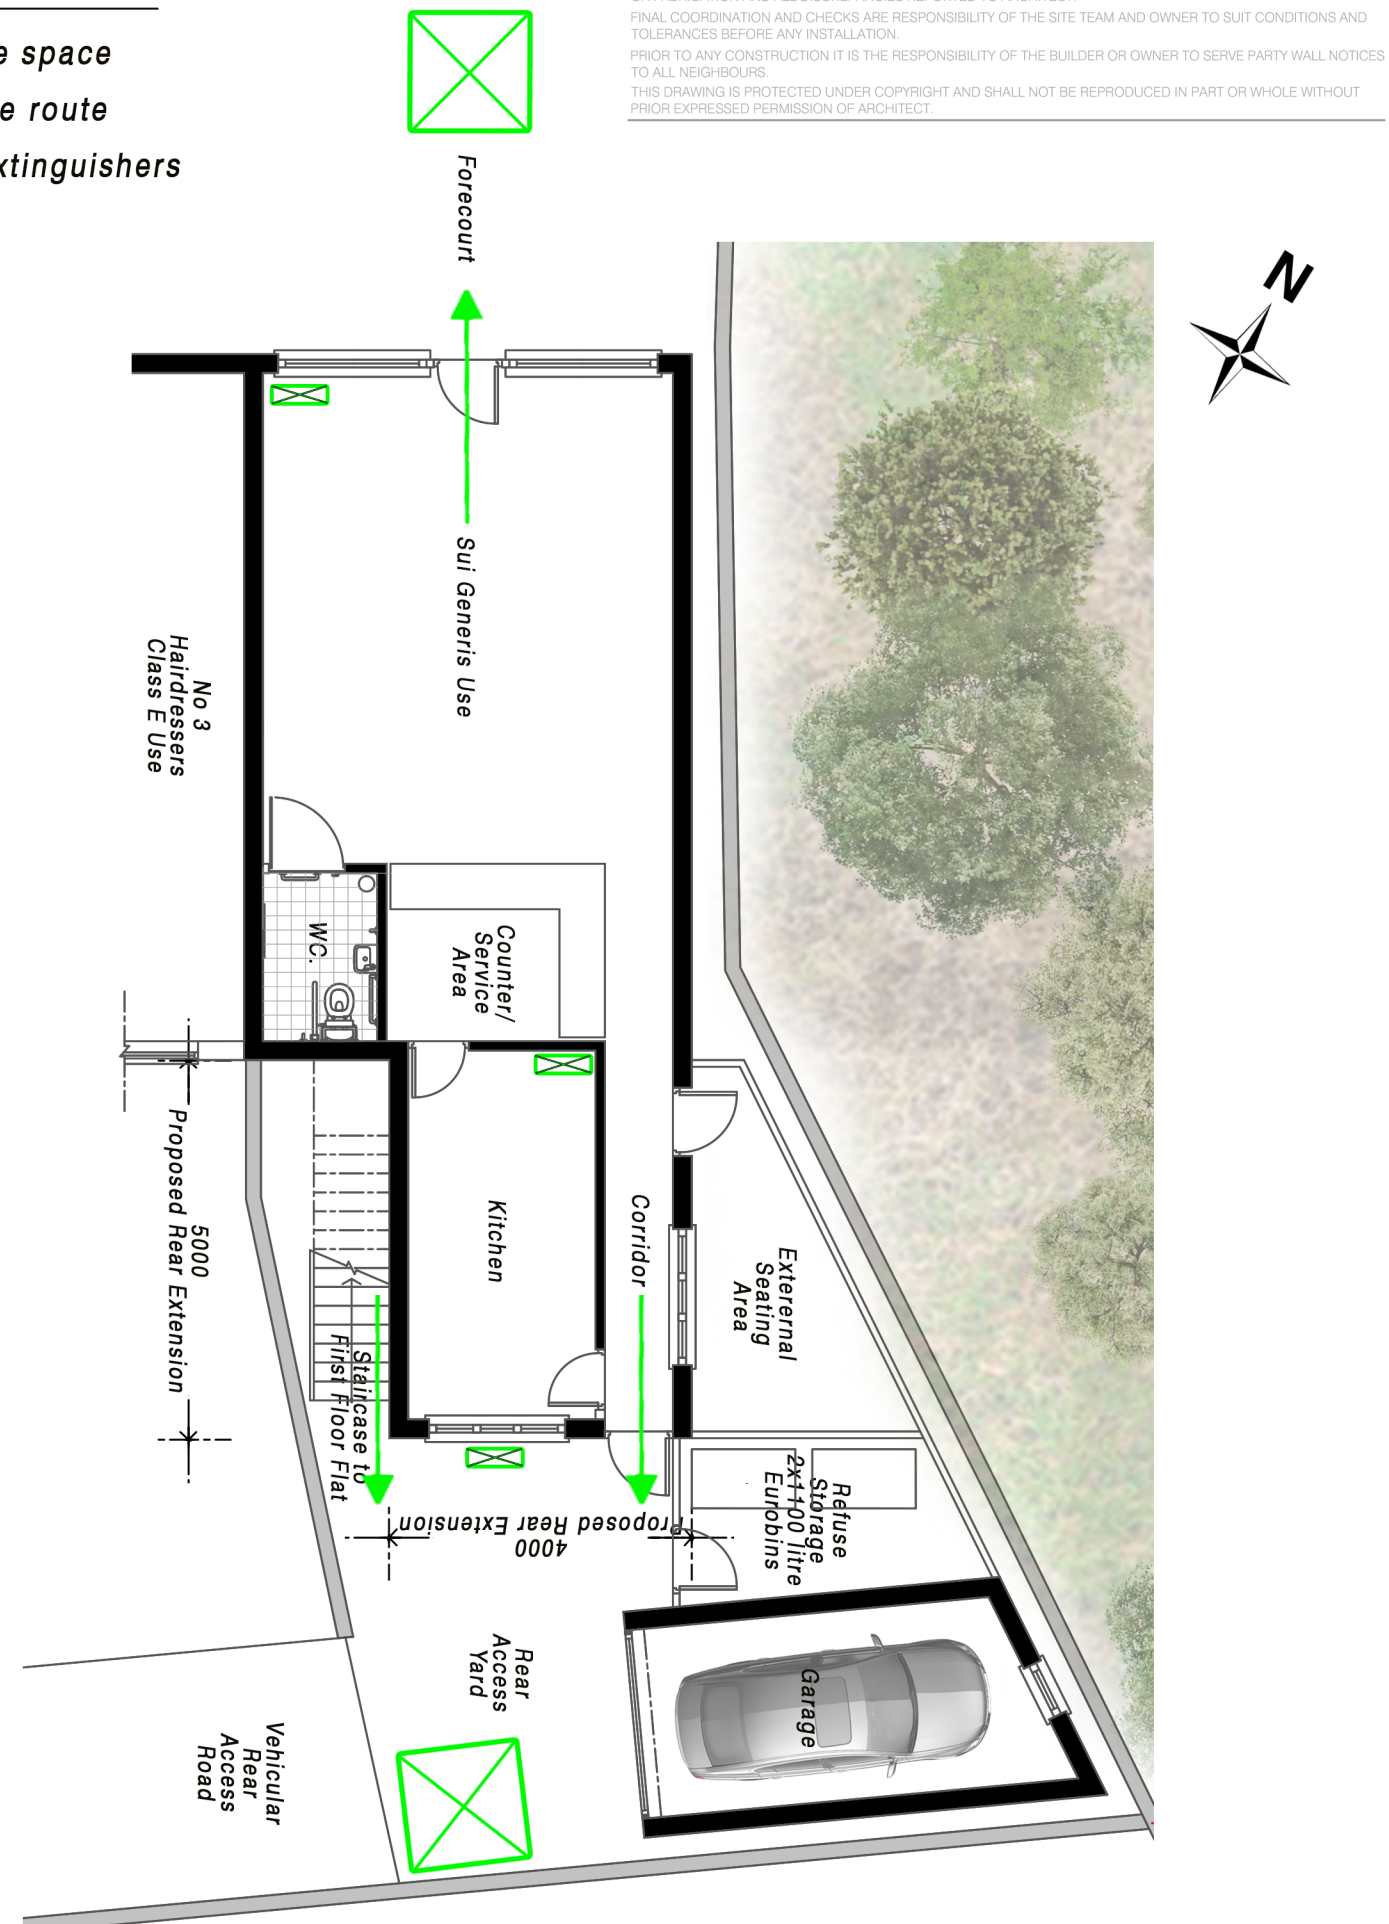 e space
e route
xtinguishers
FINAL COORDINATION AND CHECKS ARE RESPONSIBILITY OF THE SITE TEAM AND OWNER TO SUIT CONDITIONS AND
TOLERANCES BEFORE ANY INSTALLATION.
PRIOR TO ANY CONSTRUCTION IT IS THE RESPONSIBILITY OF THE BUILDER OR OWNER TO SERVE PARTY WALL NOTICES
TO ALL NEIGHBOURS.
THIS DRAWING IS PROTECTED UNDER COPYRIGHT AND SHALL NOT BE REPRODUCED IN PART OR WHOLE WITHOUT
PRIOR EXPRESSED PERMISSION OF ARCHITECT.
Forecourt
N
Sui Generis Use
No 3
Hairdressers
Class E Use
WC.
Counter/
Service
Area
5000
Proposed Rear Extension
Kitchen
Corridor
Exterernal
Seating
Area
Staircase to
First Floor Flat
Proposed Rear Extension
4000
Refuse
Storage
2x1100 litre
Eurobins
Rear
Access
Yard
Garage
Vehicular
Rear
Access
Road